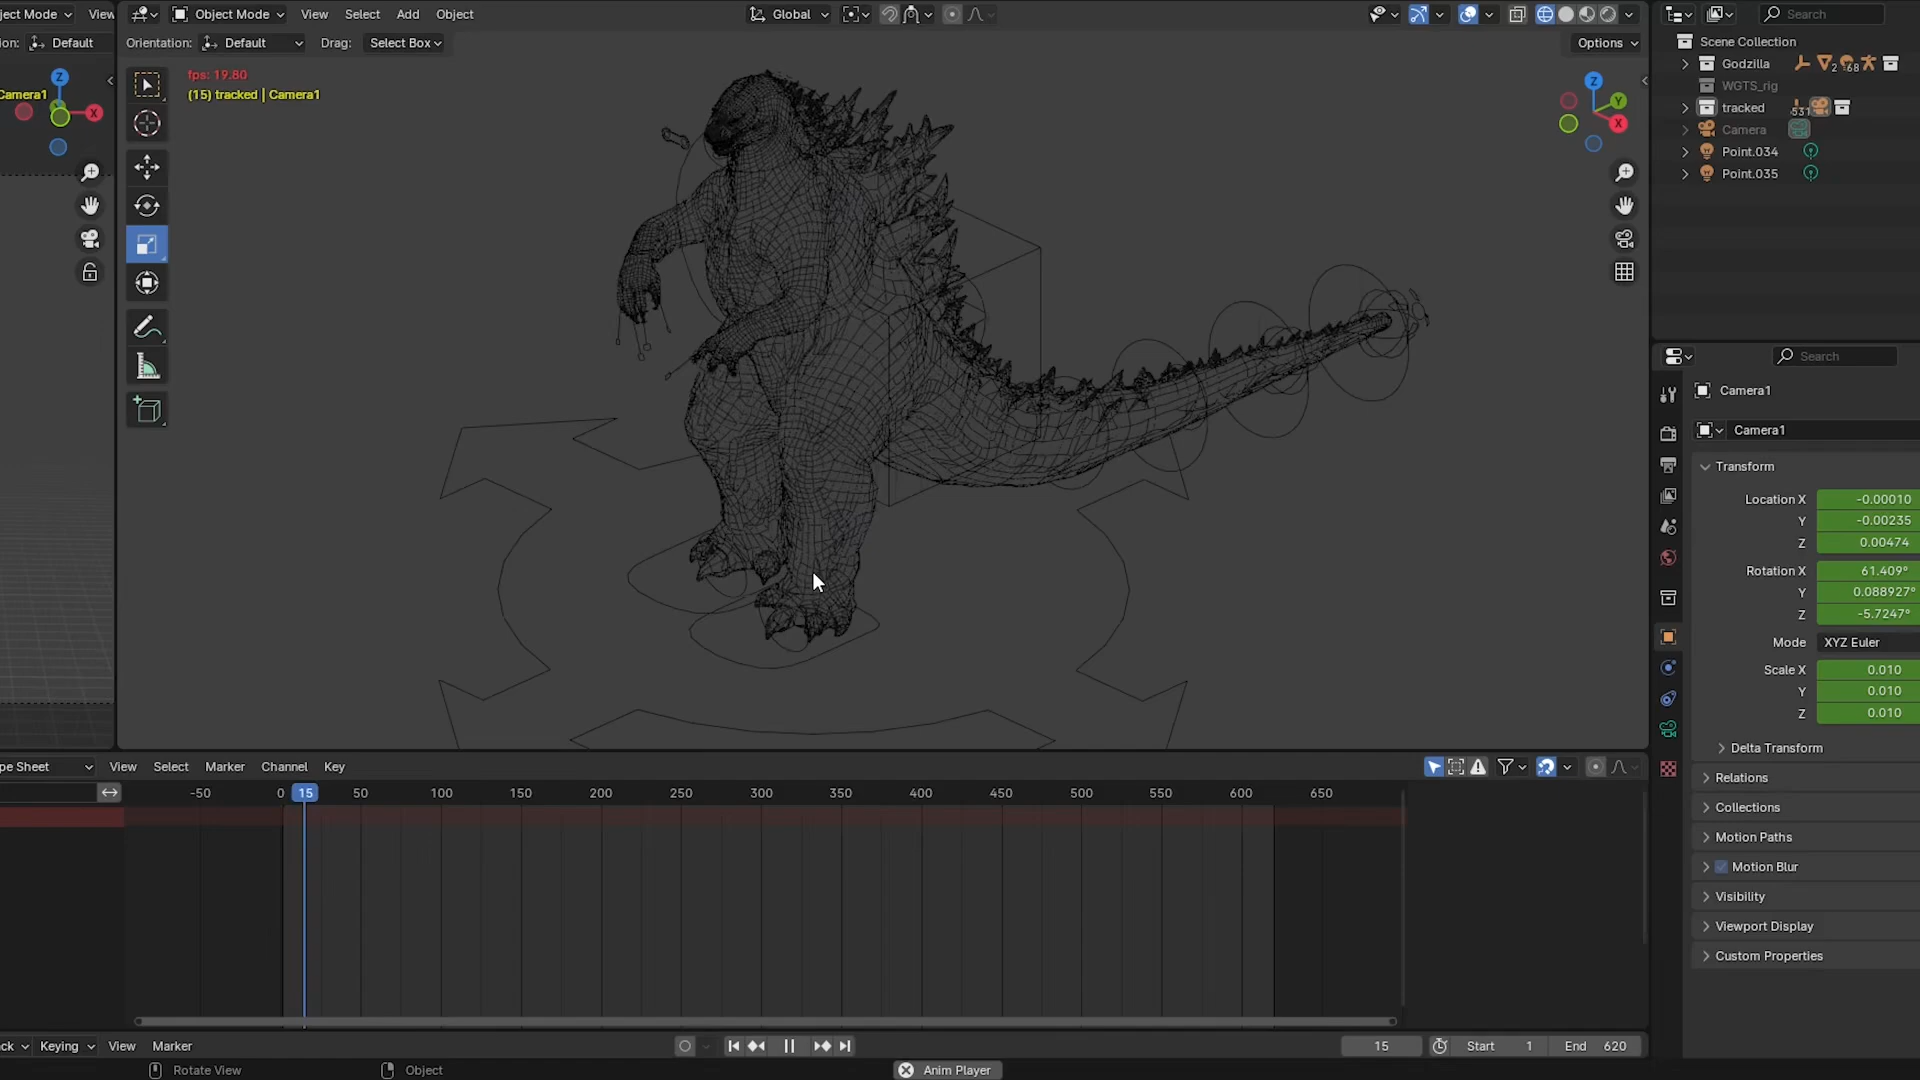 ject Mode View Object Mode View Select Add Object Global Search
on: Default Orientation: Default Drag: Select Box Options Scene Collection
fps: 19.80
(15) tracked | Camera1
Camera1
Z
X
Z
Y
X
Godzilla 2 68
WGTS_rig
tracked 531
Camera
Point.034
Point.035
Search
Camera1
Camera1
Transform
Location X -0.00010
Y -0.00235
Z 0.00474
Rotation X 61.409°
Y 0.088927°
Z -5.7247°
Mode XYZ Euler
Scale X 0.010
Y 0.010
Z 0.010
Delta Transform
Relations
Collections
Motion Paths
Motion Blur
Visibility
Viewport Display
Custom Properties
pe Sheet View Select Marker Channel Key
-50 0 15 50 100 150 200 250 300 350 400 450 500 550 600 650
ck Keying View Marker 15 Start 1 End 620
Rotate View Object Anim Player